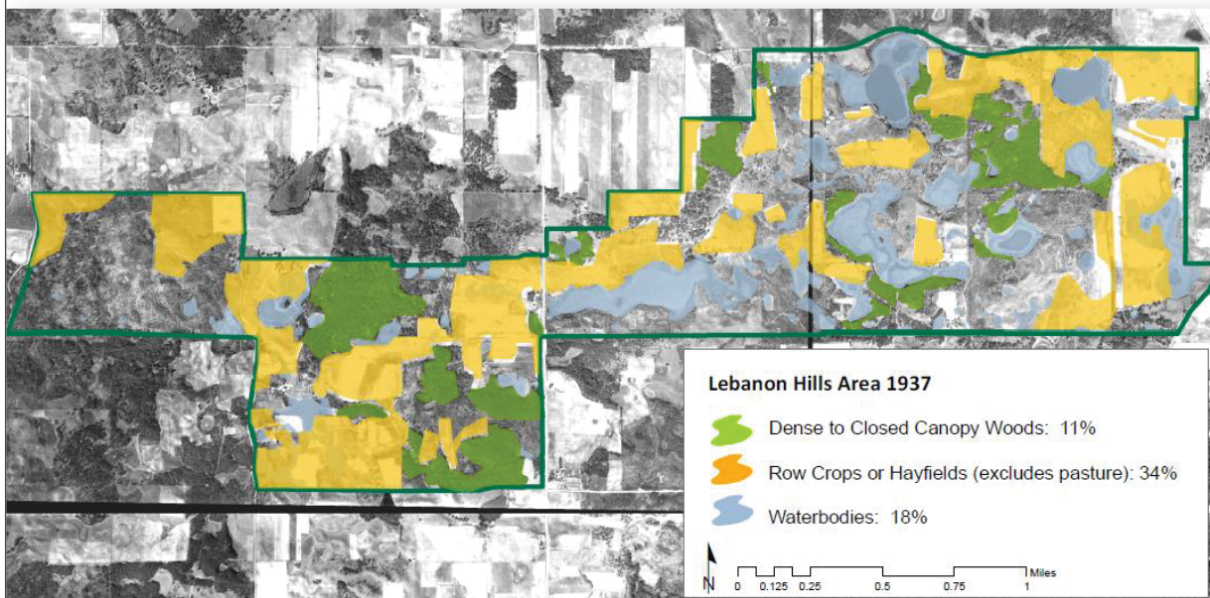 Lebanon Hills Area 1937
Dense to Closed Canopy Woods: 11%
Row Crops or Hayfields (excludes pasture): 34%
Waterbodies: 18%
N
Miles
0 0.125 0.25 0.5 0.75 1